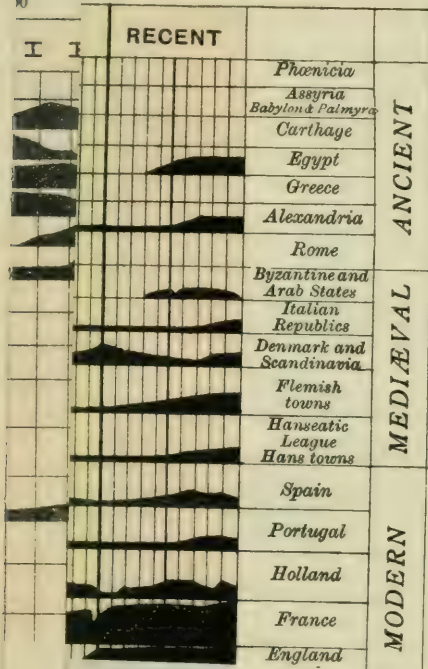 RECENT
Phœnicia
Assyria
Babylon & Palmyra
Carthage
Egypt
Greece
Alexandria
Rome
Byzantine and
Arab States
Italian
Republics
Denmark and
Scandinavia
Flemish
towns
Hanseatic
League
Hans towns
Spain
Portugal
Holland
France
England
ANCIENT
MEDIÆVAL
MODERN